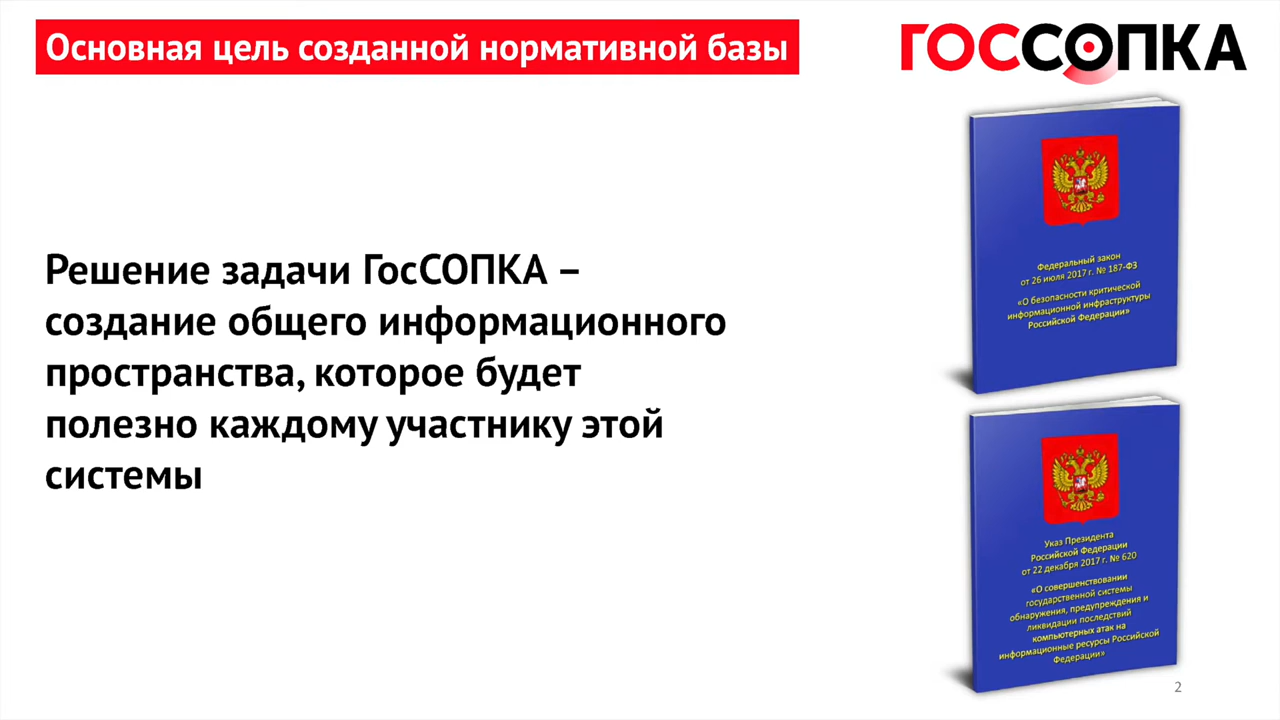 Основная цель созданной нормативной базы
ГОССОПКА
Решение задачи ГосСОПКА –
создание общего информационного
пространства, которое будет
полезно каждому участнику этой
системы
Федеральный закон
от 26 июля 2017 г. № 187-ФЗ
«О безопасности критической
информационной инфраструктуры
Российской Федерации»
Указ Президента
Российской Федерации
от 22 декабря 2017 г. № 620
«О совершенствовании
государственной системы
обнаружения, предупреждения и
ликвидации последствий
компьютерных атак на
информационные ресурсы Российской
Федерации»
2